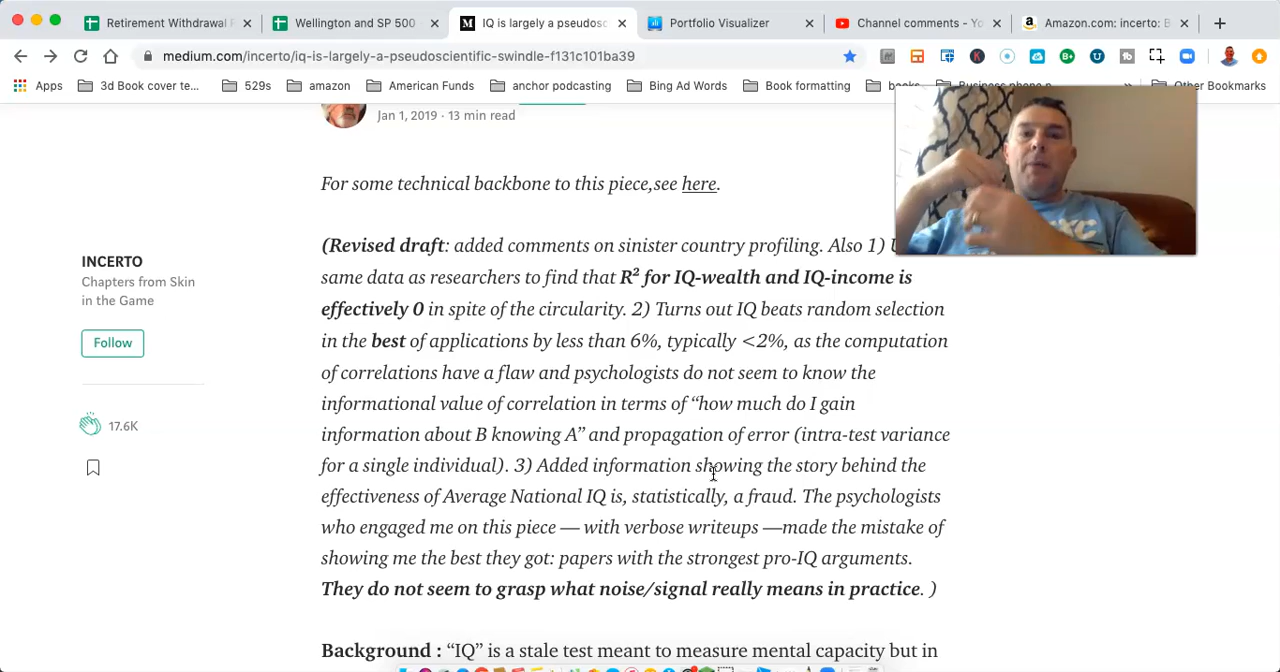 Retirement Withdrawal
Wellington and SP 500
IQ is largely a pseudosc
Portfolio Visualizer
Channel comments - Yo
Amazon.com: incerto: B
medium.com/incerto/iq-is-largely-a-pseudoscientific-swindle-f131c101ba39
Apps
3d Book cover te...
529s
amazon
American Funds
anchor podcasting
Bing Ad Words
Book formatting
books
Business phone
»
Other Bookmarks
Jan 1, 2019 · 13 min read
For some technical backbone to this piece,see here.
INCERTO
Chapters from Skin
in the Game
Follow
17.6K
(Revised draft: added comments on sinister country profiling. Also 1)
same data as researchers to find that R² for IQ-wealth and IQ-income is
effectively 0 in spite of the circularity. 2) Turns out IQ beats random selection
in the best of applications by less than 6%, typically <2%, as the computation
of correlations have a flaw and psychologists do not seem to know the
informational value of correlation in terms of “how much do I gain
information about B knowing A” and propagation of error (intra-test variance
for a single individual). 3) Added information showing the story behind the
effectiveness of Average National IQ is, statistically, a fraud. The psychologists
who engaged me on this piece — with verbose writeups —made the mistake of
showing me the best they got: papers with the strongest pro-IQ arguments.
They do not seem to grasp what noise/signal really means in practice. )
Background : “IQ” is a stale test meant to measure mental capacity but in